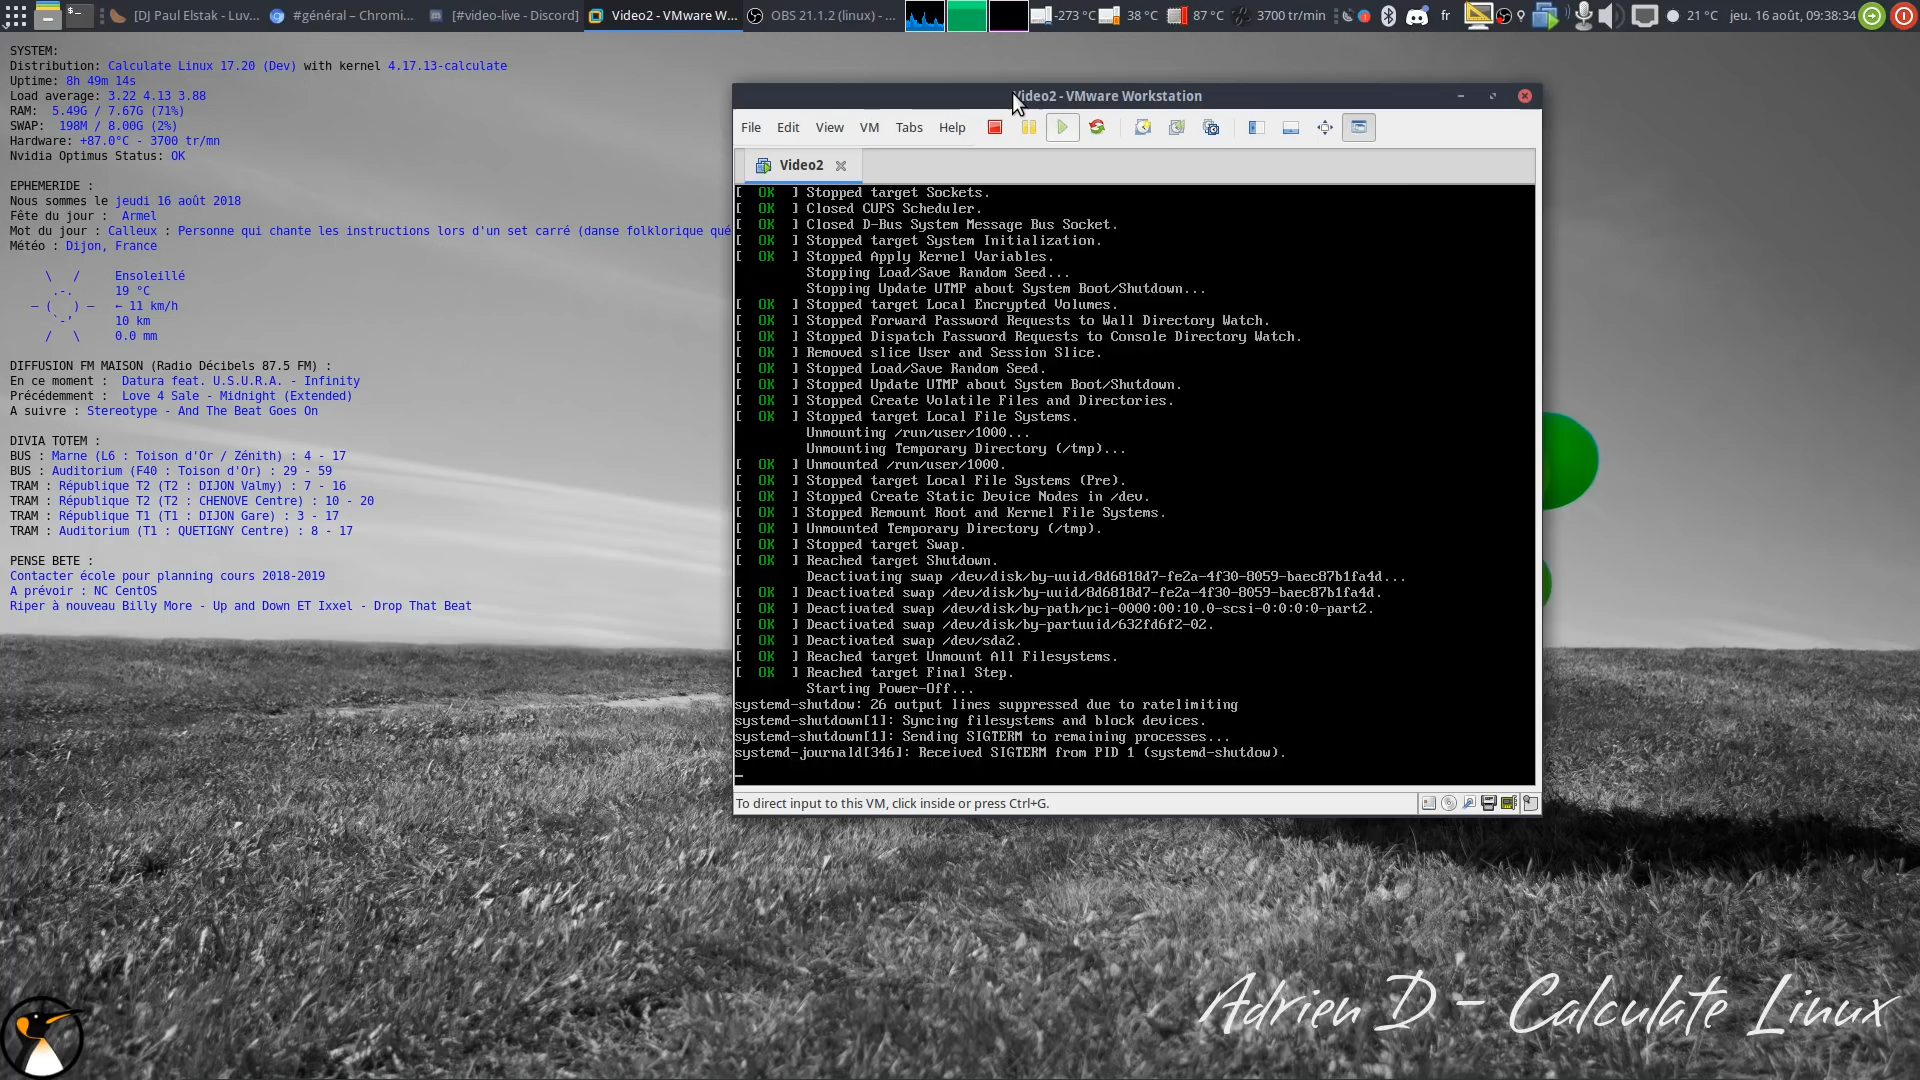 [DJ Paul Elstak - Luv... #général – Chromi... [#video-live - Discord] Video2 - VMware W... OBS 21.1.2 (linux) - ... -273 °C 38 °C 87 °C 3700 tr/min fr 21 °C jeu. 16 août, 09:38:34
SYSTEM:
Distribution: Calculate Linux 17.20 (Dev) with kernel 4.17.13-calculate
Uptime: 8h 49m 14s
Load average: 3.22 4.13 3.88
RAM: 5.49G / 7.67G (71%)
SWAP: 198M / 8.00G (2%)
Hardware: +87.0°C - 3700 tr/mn
Nvidia Optimus Status: OK
EPHEMERIDE :
Nous sommes le jeudi 16 août 2018
Fête du jour : Armel
Mot du jour : Calleux : Personne qui chante les instructions lors d'un set carré (danse folklorique qué
Météo : Dijon, France
Ensoleillé
19 °C
← 11 km/h
10 km
0.0 mm
DIFFUSION FM MAISON (Radio Décibels 87.5 FM) :
En ce moment : Datura feat. U.S.U.R.A. - Infinity
Précédemment : Love 4 Sale - Midnight (Extended)
A suivre : Stereotype - And The Beat Goes On
DIVIA TOTEM :
BUS : Marne (L6 : Toison d'Or / Zénith) : 4 - 17
BUS : Auditorium (F40 : Toison d'Or) : 29 - 59
TRAM : République T2 (T2 : DIJON Valmy) : 7 - 16
TRAM : République T2 (T2 : CHENOVE Centre) : 10 - 20
TRAM : République T1 (T1 : DIJON Gare) : 3 - 17
TRAM : Auditorium (T1 : QUETIGNY Centre) : 8 - 17
PENSE BETE :
Contacter école pour planning cours 2018-2019
A prévoir : NC CentOS
Riper à nouveau Billy More - Up and Down ET Ixxel - Drop That Beat
Video2 - VMware Workstation
File Edit View VM Tabs Help
Video2
[ OK ] Stopped target Sockets.
[ OK ] Closed CUPS Scheduler.
[ OK ] Closed D-Bus System Message Bus Socket.
[ OK ] Stopped target System Initialization.
[ OK ] Stopped Apply Kernel Variables.
Stopping Load/Save Random Seed...
Stopping Update UTMP about System Boot/Shutdown...
[ OK ] Stopped target Local Encrypted Volumes.
[ OK ] Stopped Forward Password Requests to Wall Directory Watch.
[ OK ] Stopped Dispatch Password Requests to Console Directory Watch.
[ OK ] Removed slice User and Session Slice.
[ OK ] Stopped Load/Save Random Seed.
[ OK ] Stopped Update UTMP about System Boot/Shutdown.
[ OK ] Stopped Create Volatile Files and Directories.
[ OK ] Stopped target Local File Systems.
Unmounting /run/user/1000...
Unmounting Temporary Directory (/tmp)...
[ OK ] Unmounted /run/user/1000.
[ OK ] Stopped target Local File Systems (Pre).
[ OK ] Stopped Create Static Device Nodes in /dev.
[ OK ] Stopped Remount Root and Kernel File Systems.
[ OK ] Unmounted Temporary Directory (/tmp).
[ OK ] Stopped target Swap.
[ OK ] Reached target Shutdown.
Deactivating swap /dev/disk/by-uuid/8d6818d7-fe2a-4f30-8059-baec87b1fa4d...
[ OK ] Deactivated swap /dev/disk/by-uuid/8d6818d7-fe2a-4f30-8059-baec87b1fa4d.
[ OK ] Deactivated swap /dev/disk/by-path/pci-0000:00:10.0-scsi-0:0:0:0-part2.
[ OK ] Deactivated swap /dev/disk/by-partuuid/632fd6f2-02.
[ OK ] Deactivated swap /dev/sda2.
[ OK ] Reached target Unmount All Filesystems.
[ OK ] Reached target Final Step.
Starting Power-Off...
systemd-shutdow: 26 output lines suppressed due to ratelimiting
systemd-shutdown[1]: Syncing filesystems and block devices.
systemd-shutdown[1]: Sending SIGTERM to remaining processes...
systemd-journald[346]: Received SIGTERM from PID 1 (systemd-shutdow).
To direct input to this VM, click inside or press Ctrl+G.
Adrien D - Calculate Linux